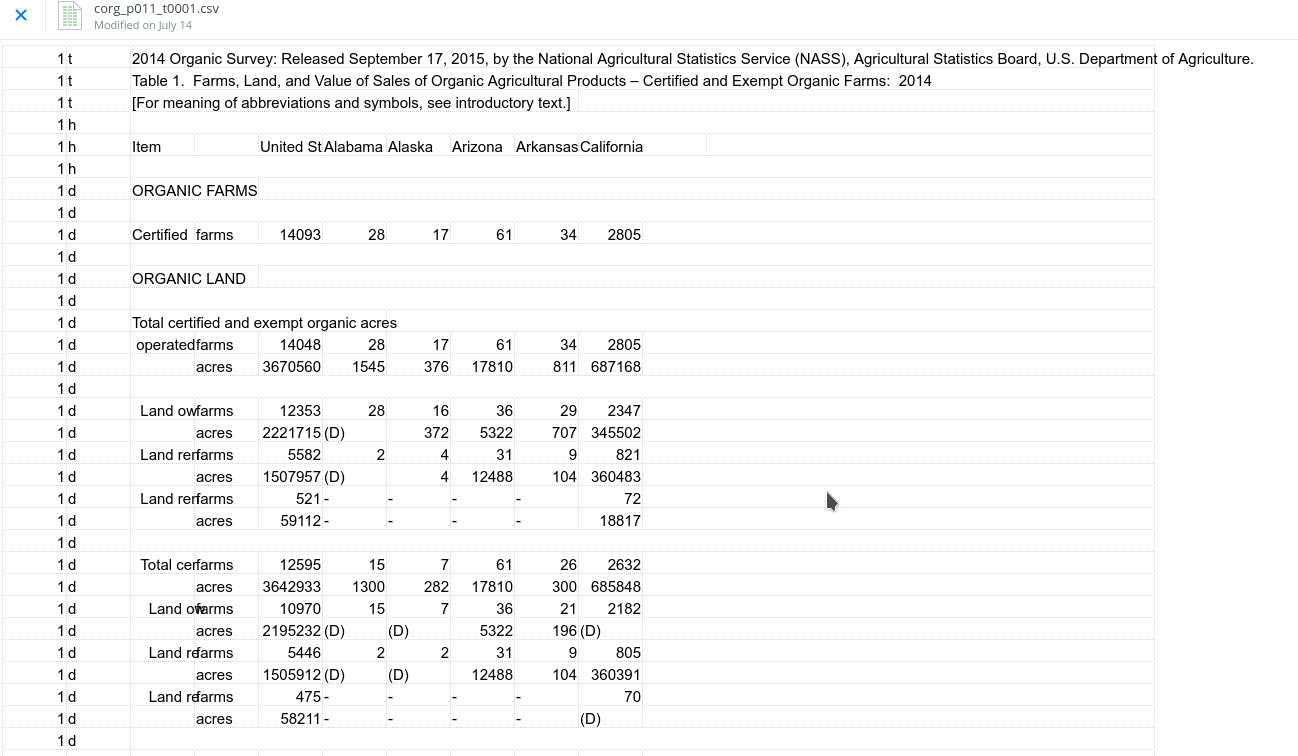 corg_p011_t0001.csv
Modified on July 14
1 t 2014 Organic Survey: Released September 17, 2015, by the National Agricultural Statistics Service (NASS), Agricultural Statistics Board, U.S. Department of Agriculture.
1 t Table 1.  Farms, Land, and Value of Sales of Organic Agricultural Products – Certified and Exempt Organic Farms:  2014
1 t [For meaning of abbreviations and symbols, see introductory text.]
1 h
1 h Item United St Alabama Alaska Arizona Arkansas California
1 h
1 d ORGANIC FARMS
1 d
1 d Certified farms 14093 28 17 61 34 2805
1 d
1 d ORGANIC LAND
1 d
1 d Total certified and exempt organic acres
1 d operated farms 14048 28 17 61 34 2805
1 d acres 3670560 1545 376 17810 811 687168
1 d
1 d Land ow farms 12353 28 16 36 29 2347
1 d acres 2221715 (D) 372 5322 707 345502
1 d Land ren farms 5582 2 4 31 9 821
1 d acres 1507957 (D) 4 12488 104 360483
1 d Land ren farms 521 - - - - 72
1 d acres 59112 - - - - 18817
1 d
1 d Total cer farms 12595 15 7 61 26 2632
1 d acres 3642933 1300 282 17810 300 685848
1 d Land ow farms 10970 15 7 36 21 2182
1 d acres 2195232 (D) (D) 5322 196 (D)
1 d Land re farms 5446 2 2 31 9 805
1 d acres 1505912 (D) (D) 12488 104 360391
1 d Land re farms 475 - - - - 70
1 d acres 58211 - - - - (D)
1 d